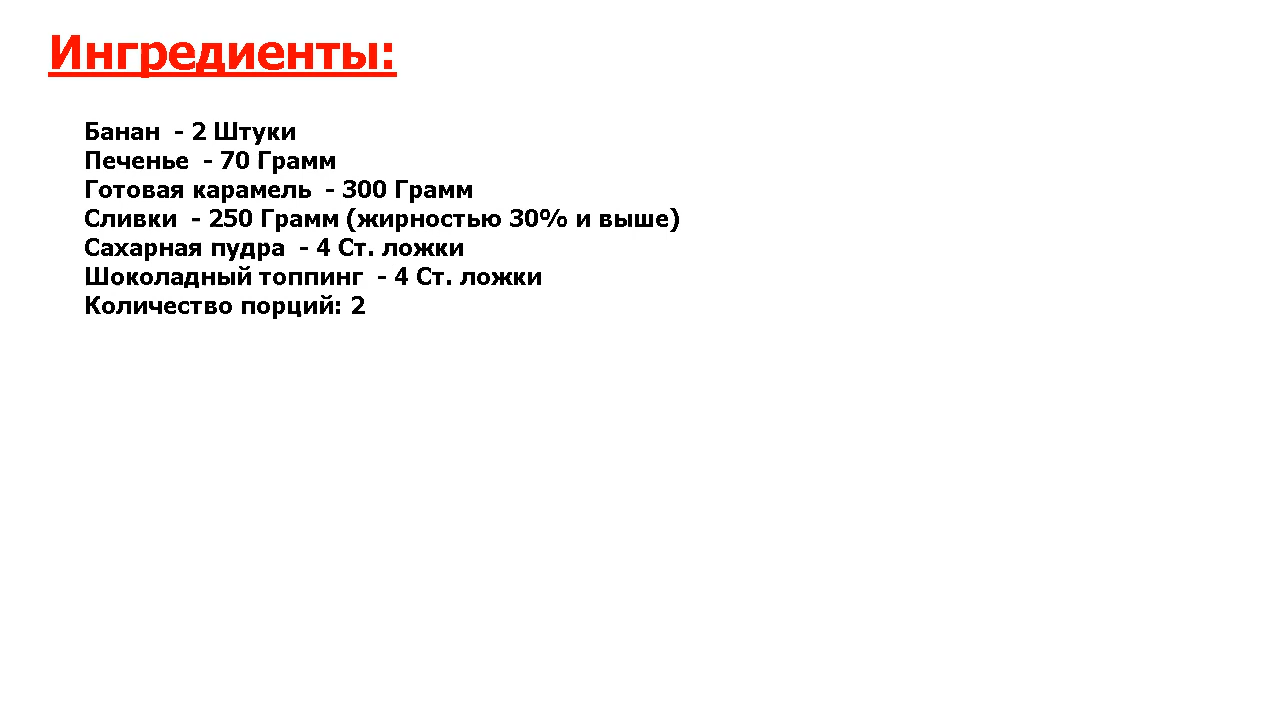 Ингредиенты:
Банан  - 2 Штуки
Печенье  - 70 Грамм
Готовая карамель  - 300 Грамм
Сливки  - 250 Грамм (жирностью 30% и выше)
Сахарная пудра  - 4 Ст. ложки
Шоколадный топпинг  - 4 Ст. ложки
Количество порций: 2